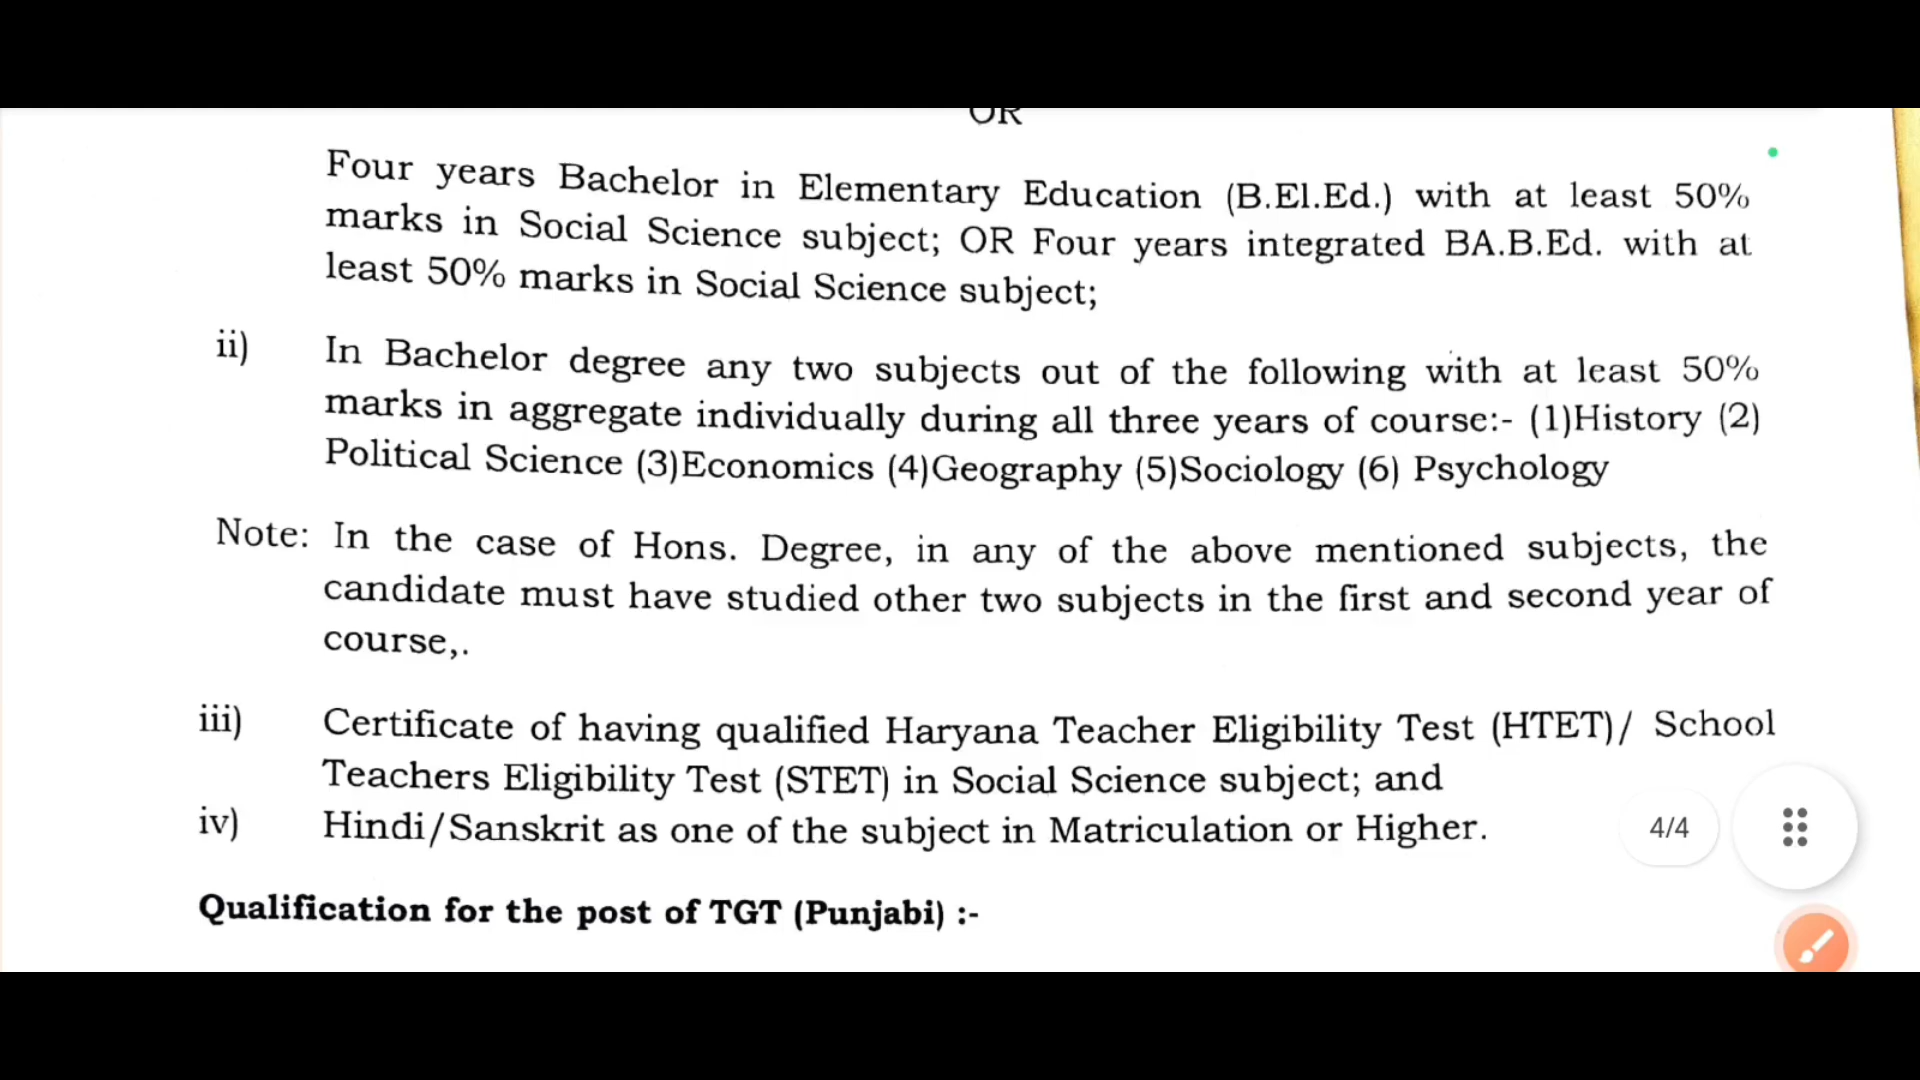 OR
Four years Bachelor in Elementary Education (B.El.Ed.) with at least 50%
marks in Social Science subject; OR Four years integrated BA.B.Ed. with at
least 50% marks in Social Science subject;
ii) In Bachelor degree any two subjects out of the following with at least 50%
marks in aggregate individually during all three years of course:- (1)History (2)
Political Science (3)Economics (4)Geography (5)Sociology (6) Psychology
Note: In the case of Hons. Degree, in any of the above mentioned subjects, the
candidate must have studied other two subjects in the first and second year of
course,.
iii) Certificate of having qualified Haryana Teacher Eligibility Test (HTET)/ School
Teachers Eligibility Test (STET) in Social Science subject; and
iv) Hindi/Sanskrit as one of the subject in Matriculation or Higher.
4/4
Qualification for the post of TGT (Punjabi) :-